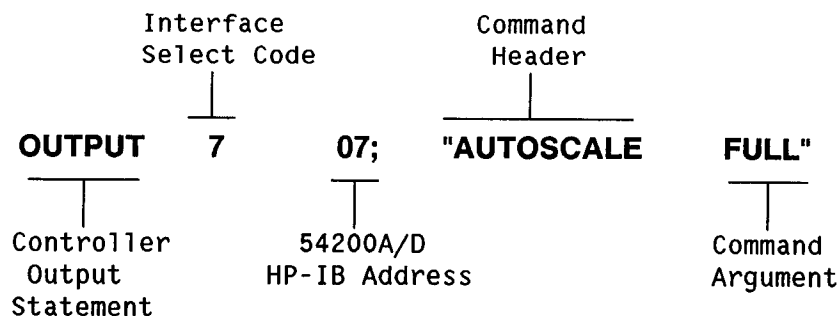 Interface
Select Code
Command
Header
OUTPUT 7 07; "AUTOSCALE FULL"
Controller
Output
Statement
54200A/D
HP-IB Address
Command
Argument